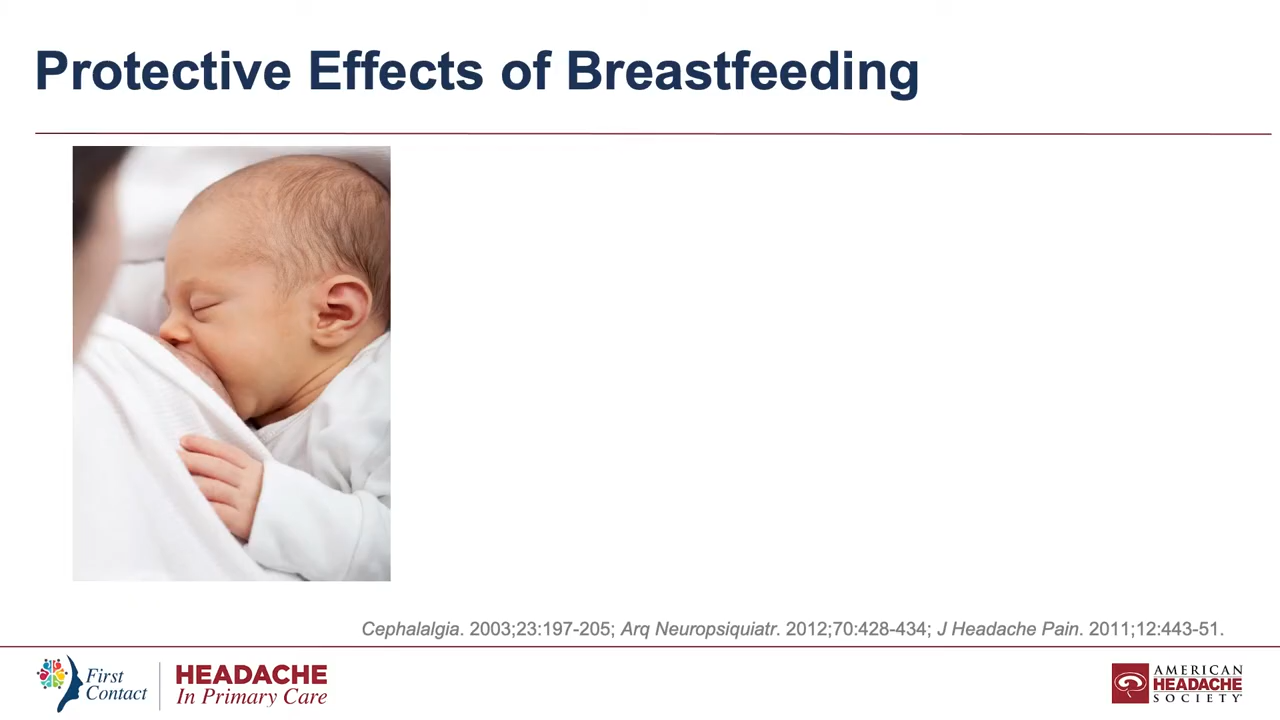 Protective Effects of Breastfeeding
Cephalalgia. 2003;23:197-205; Arq Neuropsiquiatr. 2012;70:428-434; J Headache Pain. 2011;12:443-51.
First
Contact
HEADACHE
In Primary Care
AMERICAN
HEADACHE
SOCIETY